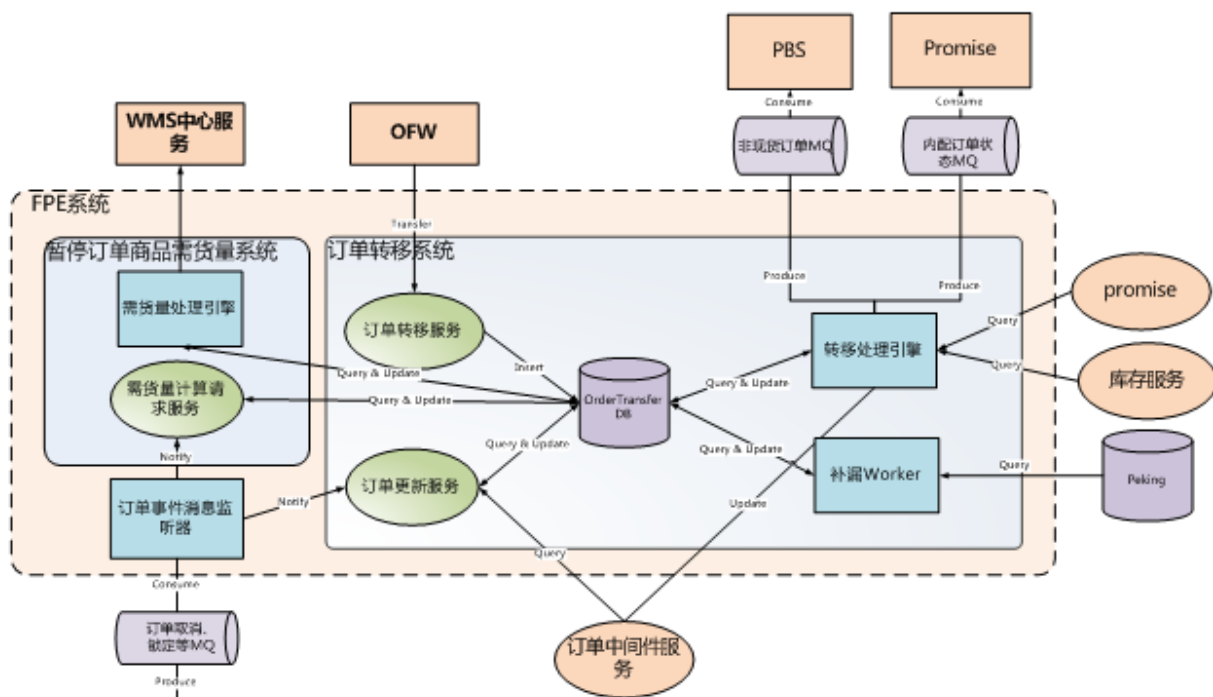 PBS
Promise
Consume
Consume
WMS中心服
务
OFW
非现货订单MQ
内配订单状
态MQ
FPE系统
Transfer
暂停订单商品需货量系统
订单转移系统
Produce
Produce
需货量处理引擎
订单转移服务
转移处理引擎
promise
Query
Query & Update
Insert
Query & Update
Query
库存服务
需货量计算请
求服务
Query & Update
OrderTransfer
DB
Query & Update
Query & Update
Notify
订单更新服务
补漏Worker
Query
Peking
订单事件消息监
听器
Notify
Update
Query
Consume
订单取消、
锁定等MQ
订单中间件服
务
Produce